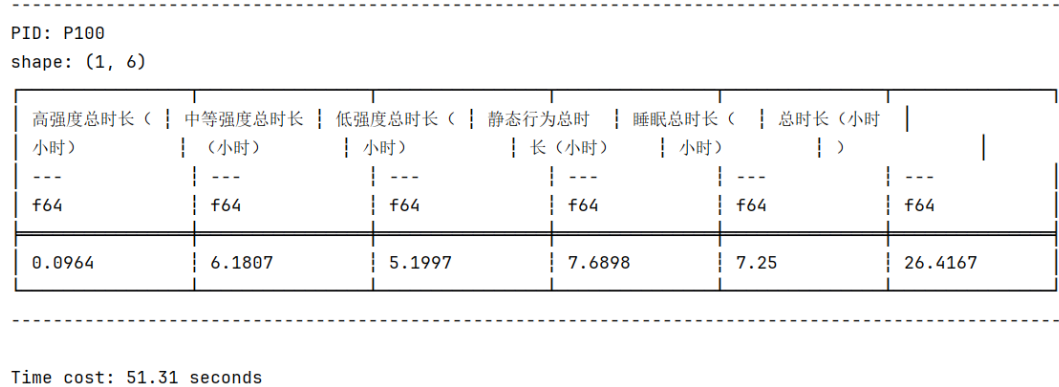 PID: P100
shape: (1, 6)
高强度总时长（ ┆ 中等强度总时长 ┆ 低强度总时长（ ┆ 静态行为总时 ┆ 睡眠总时长（ ┆ 总时长（小时
小时） ┆ （小时） ┆ 小时） ┆ 长（小时） ┆ 小时） ┆ ）
--- ┆ --- ┆ --- ┆ --- ┆ --- ┆ ---
f64 ┆ f64 ┆ f64 ┆ f64 ┆ f64 ┆ f64
0.0964 ┆ 6.1807 ┆ 5.1997 ┆ 7.6898 ┆ 7.25 ┆ 26.4167
Time cost: 51.31 seconds